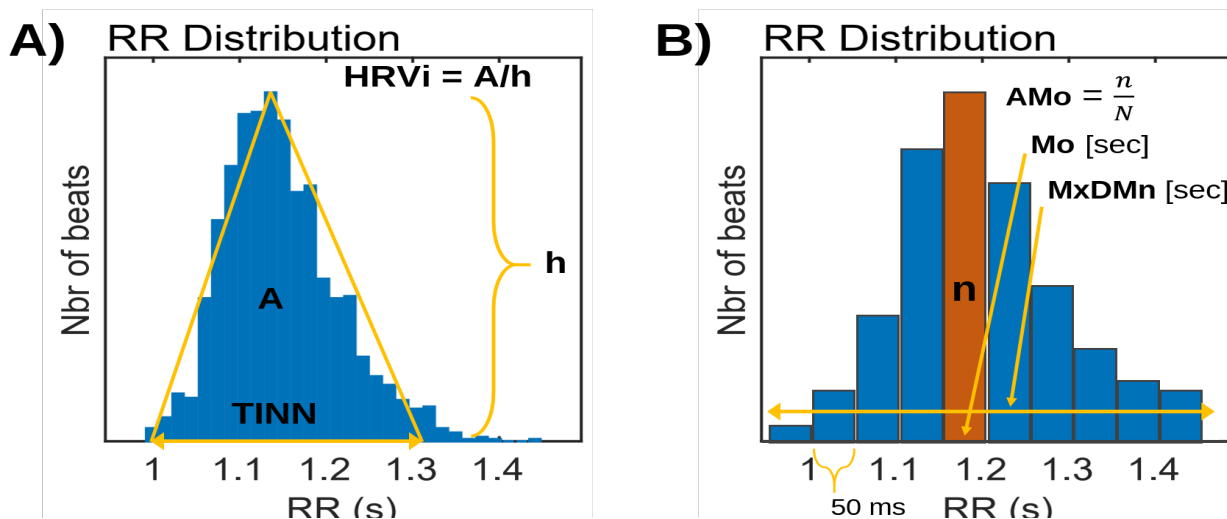 A)
RR Distribution
HRVi = A/h
Nbr of beats
h
A
TINN
1 1.1 1.2 1.3 1.4
RR (s)
B)
RR Distribution
AMo = n/N
Mo [sec]
MxDMn [sec]
Nbr of beats
n
1 1.1 1.2 1.3 1.4
50 ms
RR (s)